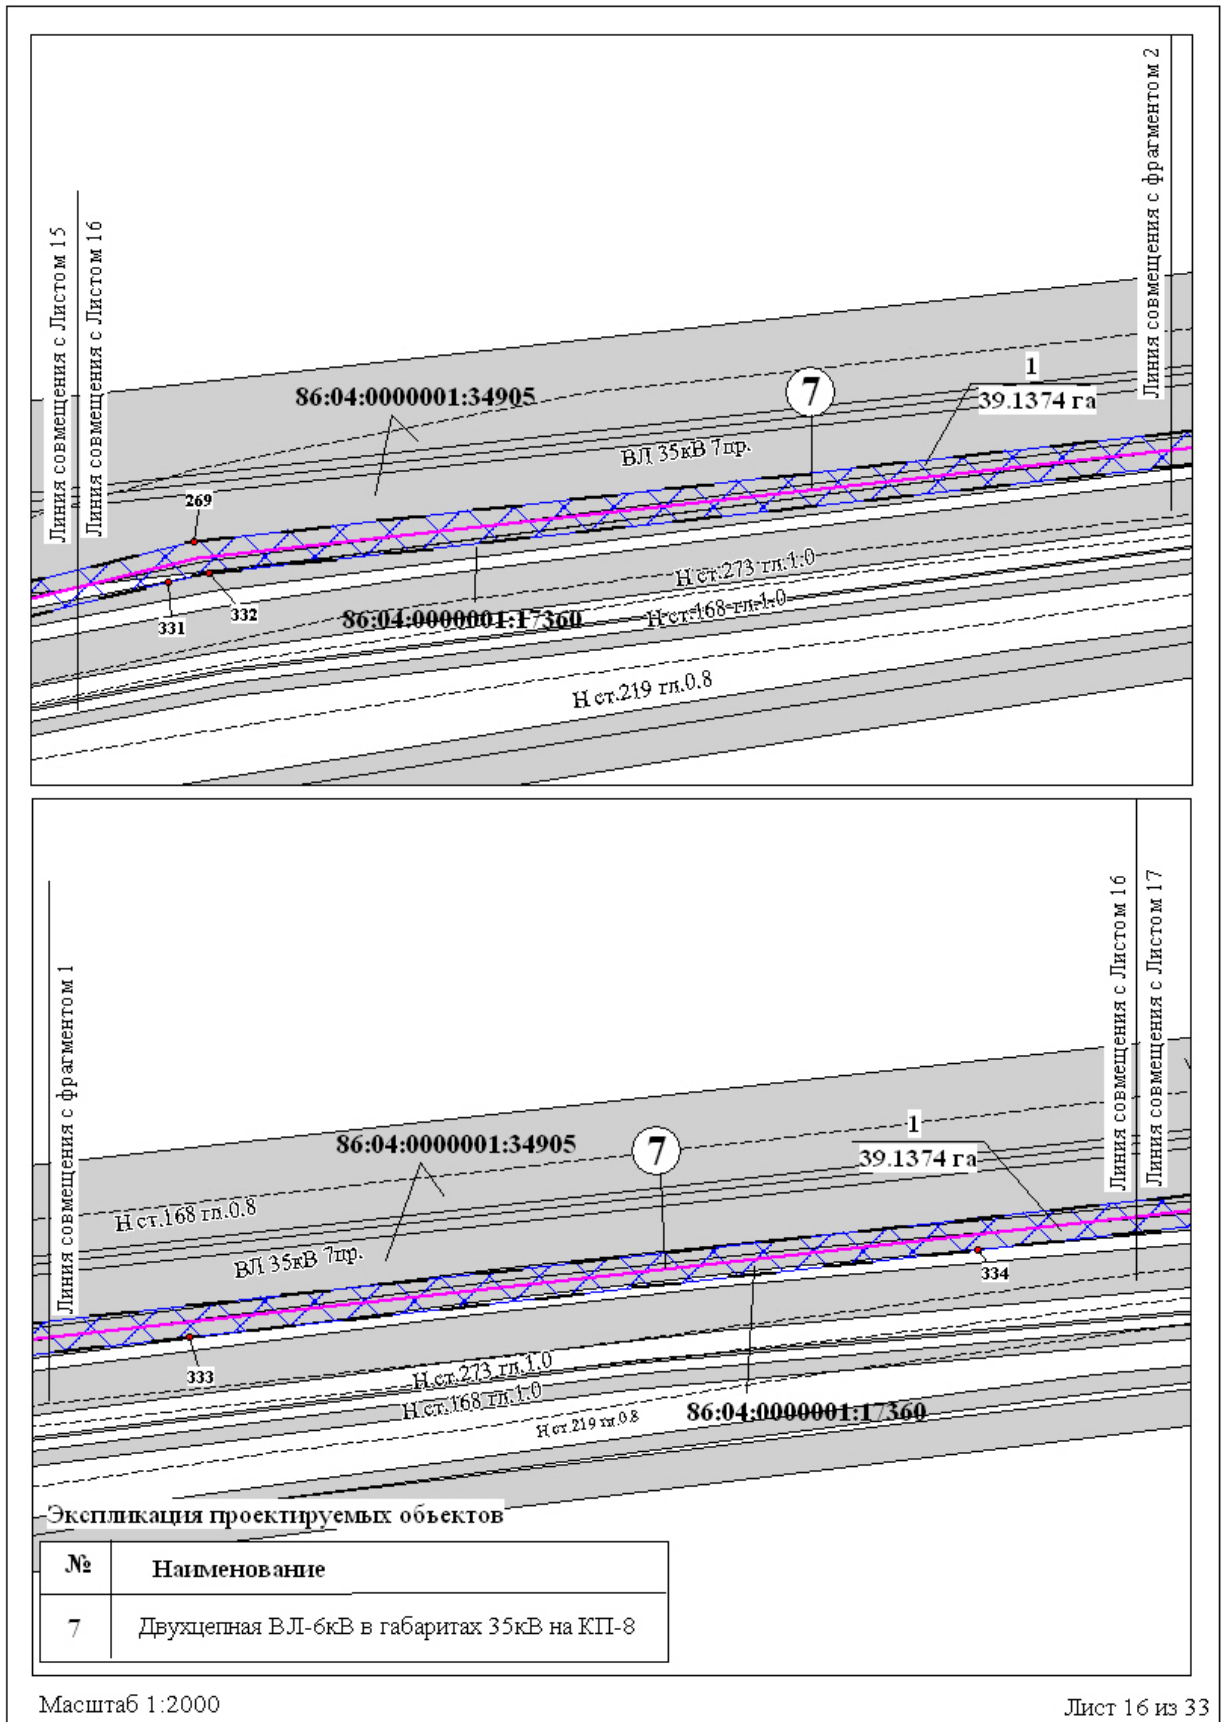 Линия совмещения с Листом 15
Линия совмещения с Листом 16
Линия совмещения с фрагментом 2
86:04:0000001:34905
7
1
39.1374 га
ВЛ 35кВ 7пр.
269
331
332
86:04:0000001:17360
Н ст.273 гл.1.0
Н ст.168 гл.1.0
Н ст.219 гл.0.8
Линия совмещения с фрагментом 1
Линия совмещения с Листом 16
Линия совмещения с Листом 17
86:04:0000001:34905
7
1
39.1374 га
Н ст.168 гл.0.8
ВЛ 35кВ 7пр.
334
333
Н ст.273 гл.1.0
Н ст.168 гл.1.0
Н ст.219 гл.0.8
86:04:0000001:17360
Экспликация проектируемых обьектов
№ Наименование
7 Двухцепная ВЛ-6кВ в габаритах 35кВ на КП-8
Масштаб 1:2000
Лист 16 из 33